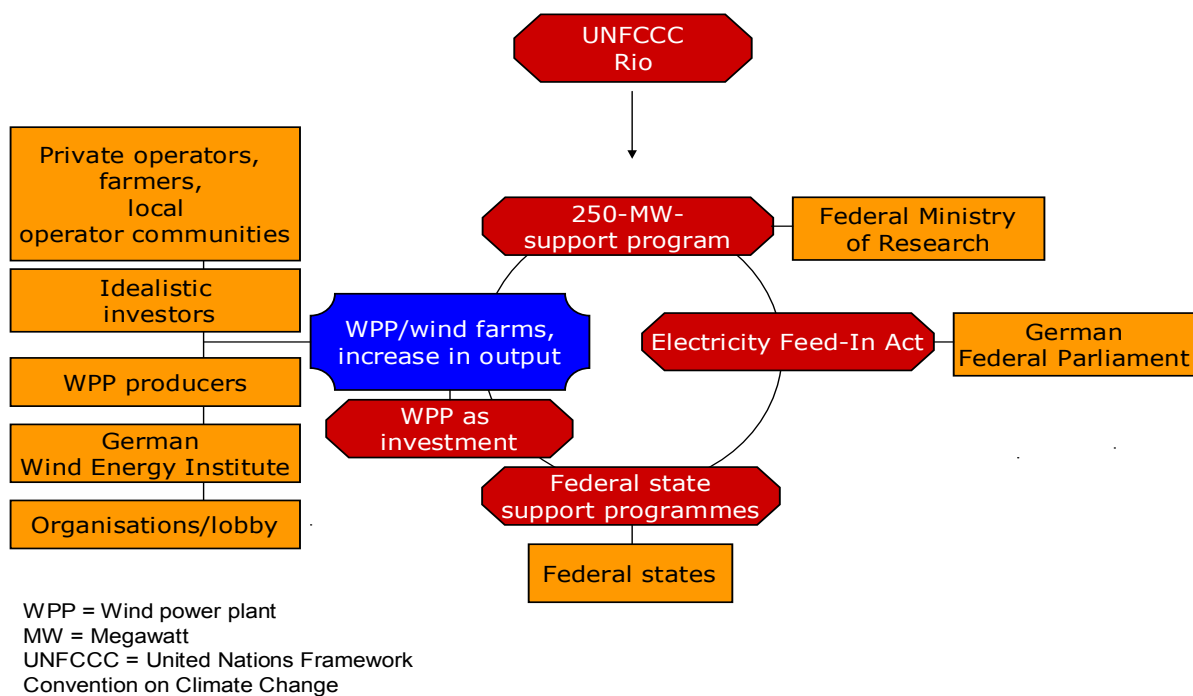 UNFCCC
Rio
Private operators,
farmers,
local
operator communities
250-MW-
support program
Federal Ministry
of Research
Idealistic
investors
WPP/wind farms,
increase in output
Electricity Feed-In Act
German
Federal Parliament
WPP producers
WPP as
investment
German
Wind Energy Institute
Federal state
support programmes
Organisations/lobby
Federal states
WPP = Wind power plant
MW = Megawatt
UNFCCC = United Nations Framework
Convention on Climate Change